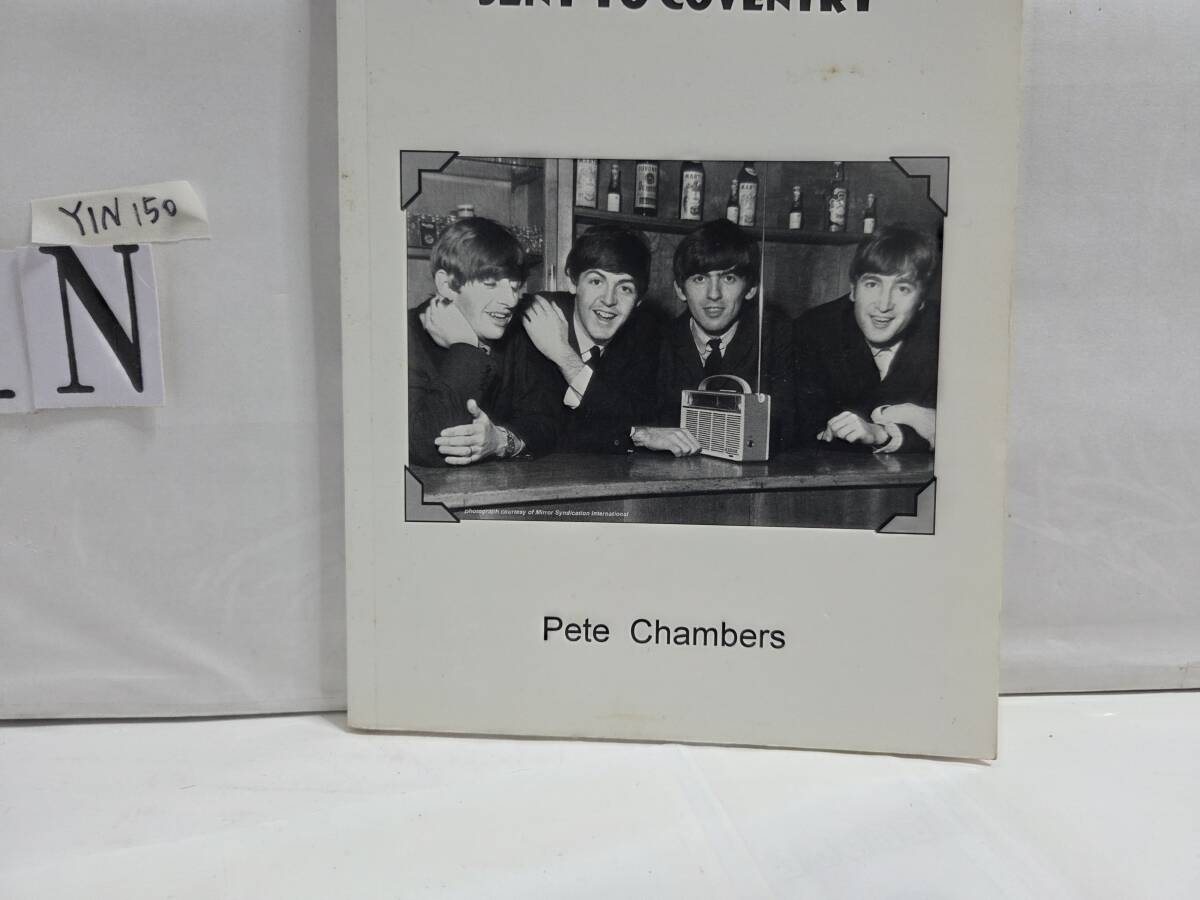 SENT TO COVENTRY
YIN 150
N
photograph courtesy of Mirror Syndication International
Pete Chambers